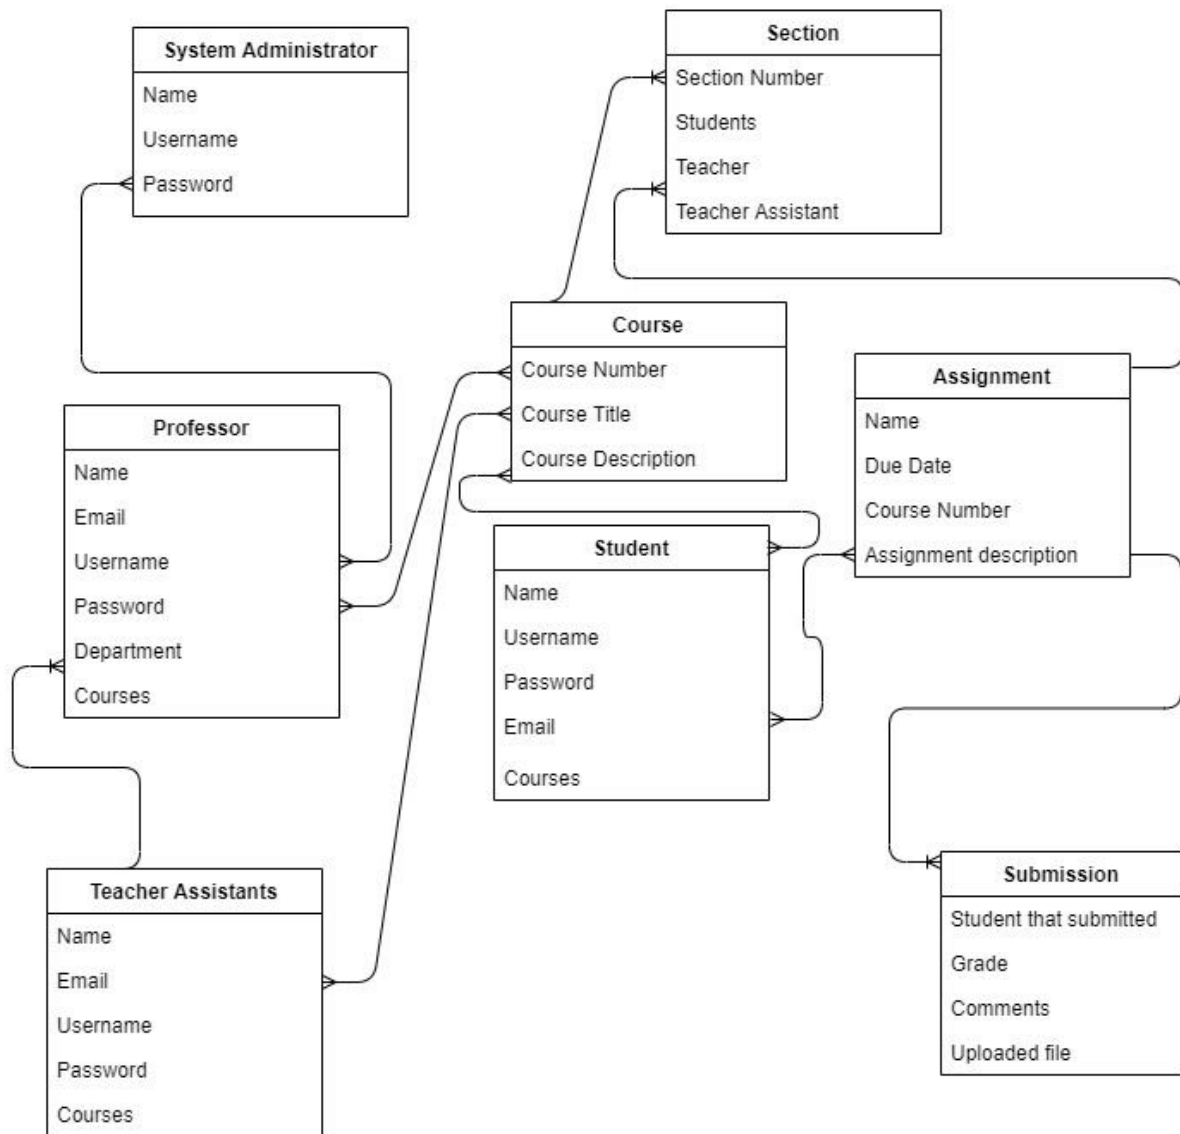 System Administrator
Name
Username
Password
Section
Section Number
Students
Teacher
Teacher Assistant
Course
Course Number
Course Title
Course Description
Assignment
Name
Due Date
Course Number
Assignment description
Professor
Name
Email
Username
Password
Department
Courses
Student
Name
Username
Password
Email
Courses
Teacher Assistants
Name
Email
Username
Password
Courses
Submission
Student that submitted
Grade
Comments
Uploaded file